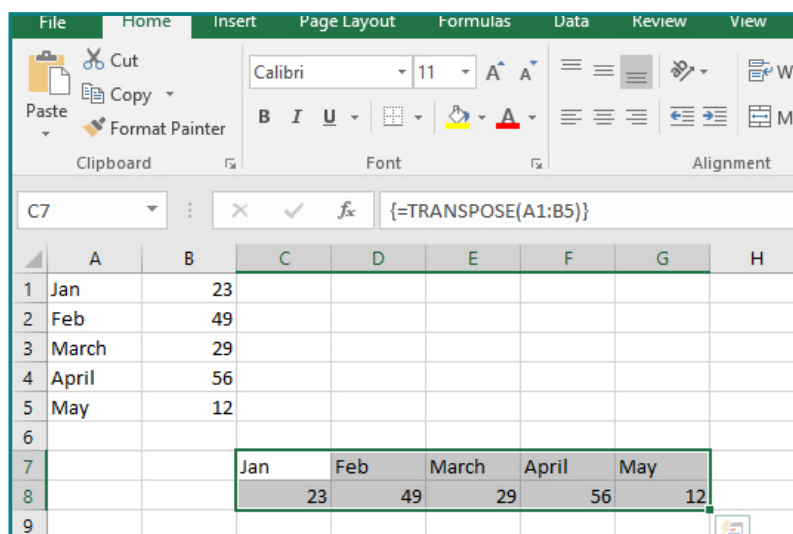 File Home Insert Page Layout Formulas Data Review View
Cut
Calibri 11 A A W
Copy
Paste
Format Painter B I U A M
Clipboard Font Alignment
C7 fx {=TRANSPOSE(A1:B5)}
A B C D E F G H
1 Jan 23
2 Feb 49
3 March 29
4 April 56
5 May 12
6
7 Jan Feb March April May
8 23 49 29 56 12
9